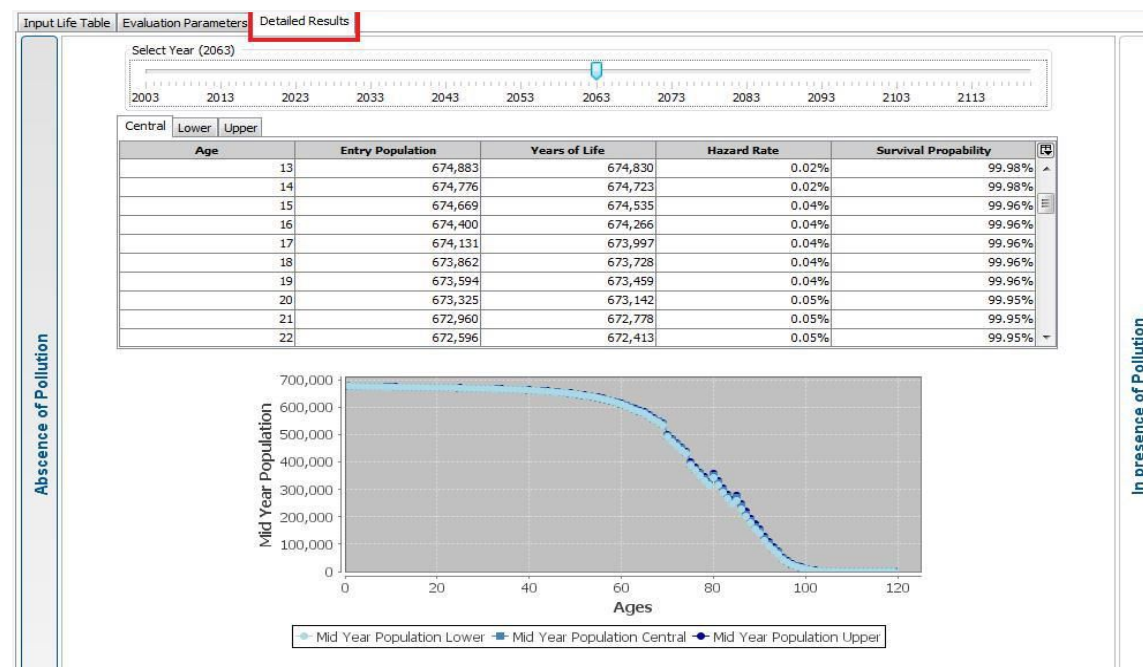 Input Life Table Evaluation Parameters Detailed Results
Select Year (2063)
2003 2013 2023 2033 2043 2053 2063 2073 2083 2093 2103 2113
Central Lower Upper
Age Entry Population Years of Life Hazard Rate Survival Propability
13 674,883 674,830 0.02% 99.98%
14 674,776 674,723 0.02% 99.98%
15 674,669 674,535 0.04% 99.96%
16 674,400 674,266 0.04% 99.96%
17 674,131 673,997 0.04% 99.96%
18 673,862 673,728 0.04% 99.96%
19 673,594 673,459 0.04% 99.96%
20 673,325 673,142 0.05% 99.95%
21 672,960 672,778 0.05% 99.95%
22 672,596 672,413 0.05% 99.95%
Abscence of Pollution
Mid Year Population
700,000
600,000
500,000
400,000
300,000
200,000
100,000
0
0 20 40 60 80 100 120
Ages
Mid Year Population Lower Mid Year Population Central Mid Year Population Upper
In presence of Pollution